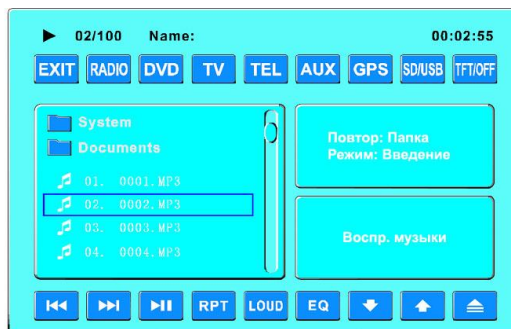 02/100 Name: 00:02:55
EXIT RADIO DVD TV TEL AUX GPS SD/USB TFT/OFF
System
Documents
01. 0001.MP3
02. 0002.MP3
03. 0003.MP3
04. 0004.MP3
Повтор: Папка
Режим: Введение
Воспр. музыки
RPT LOUD EQ